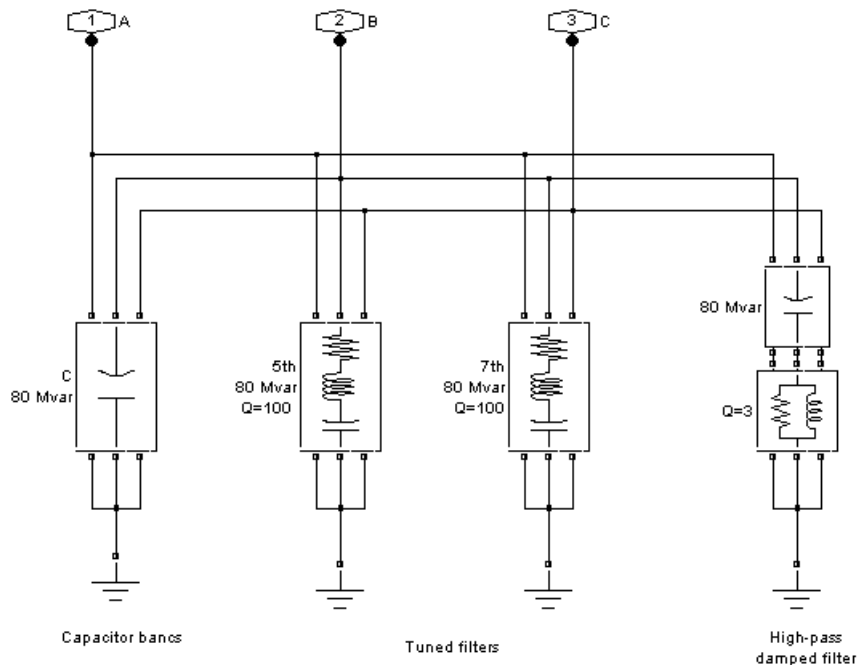 1 A
2 B
3 C
C
80 Mvar
5th
80 Mvar
Q=100
7th
80 Mvar
Q=100
80 Mvar
Q=3
Capacitor bancs
Tuned filters
High-pass
damped filter